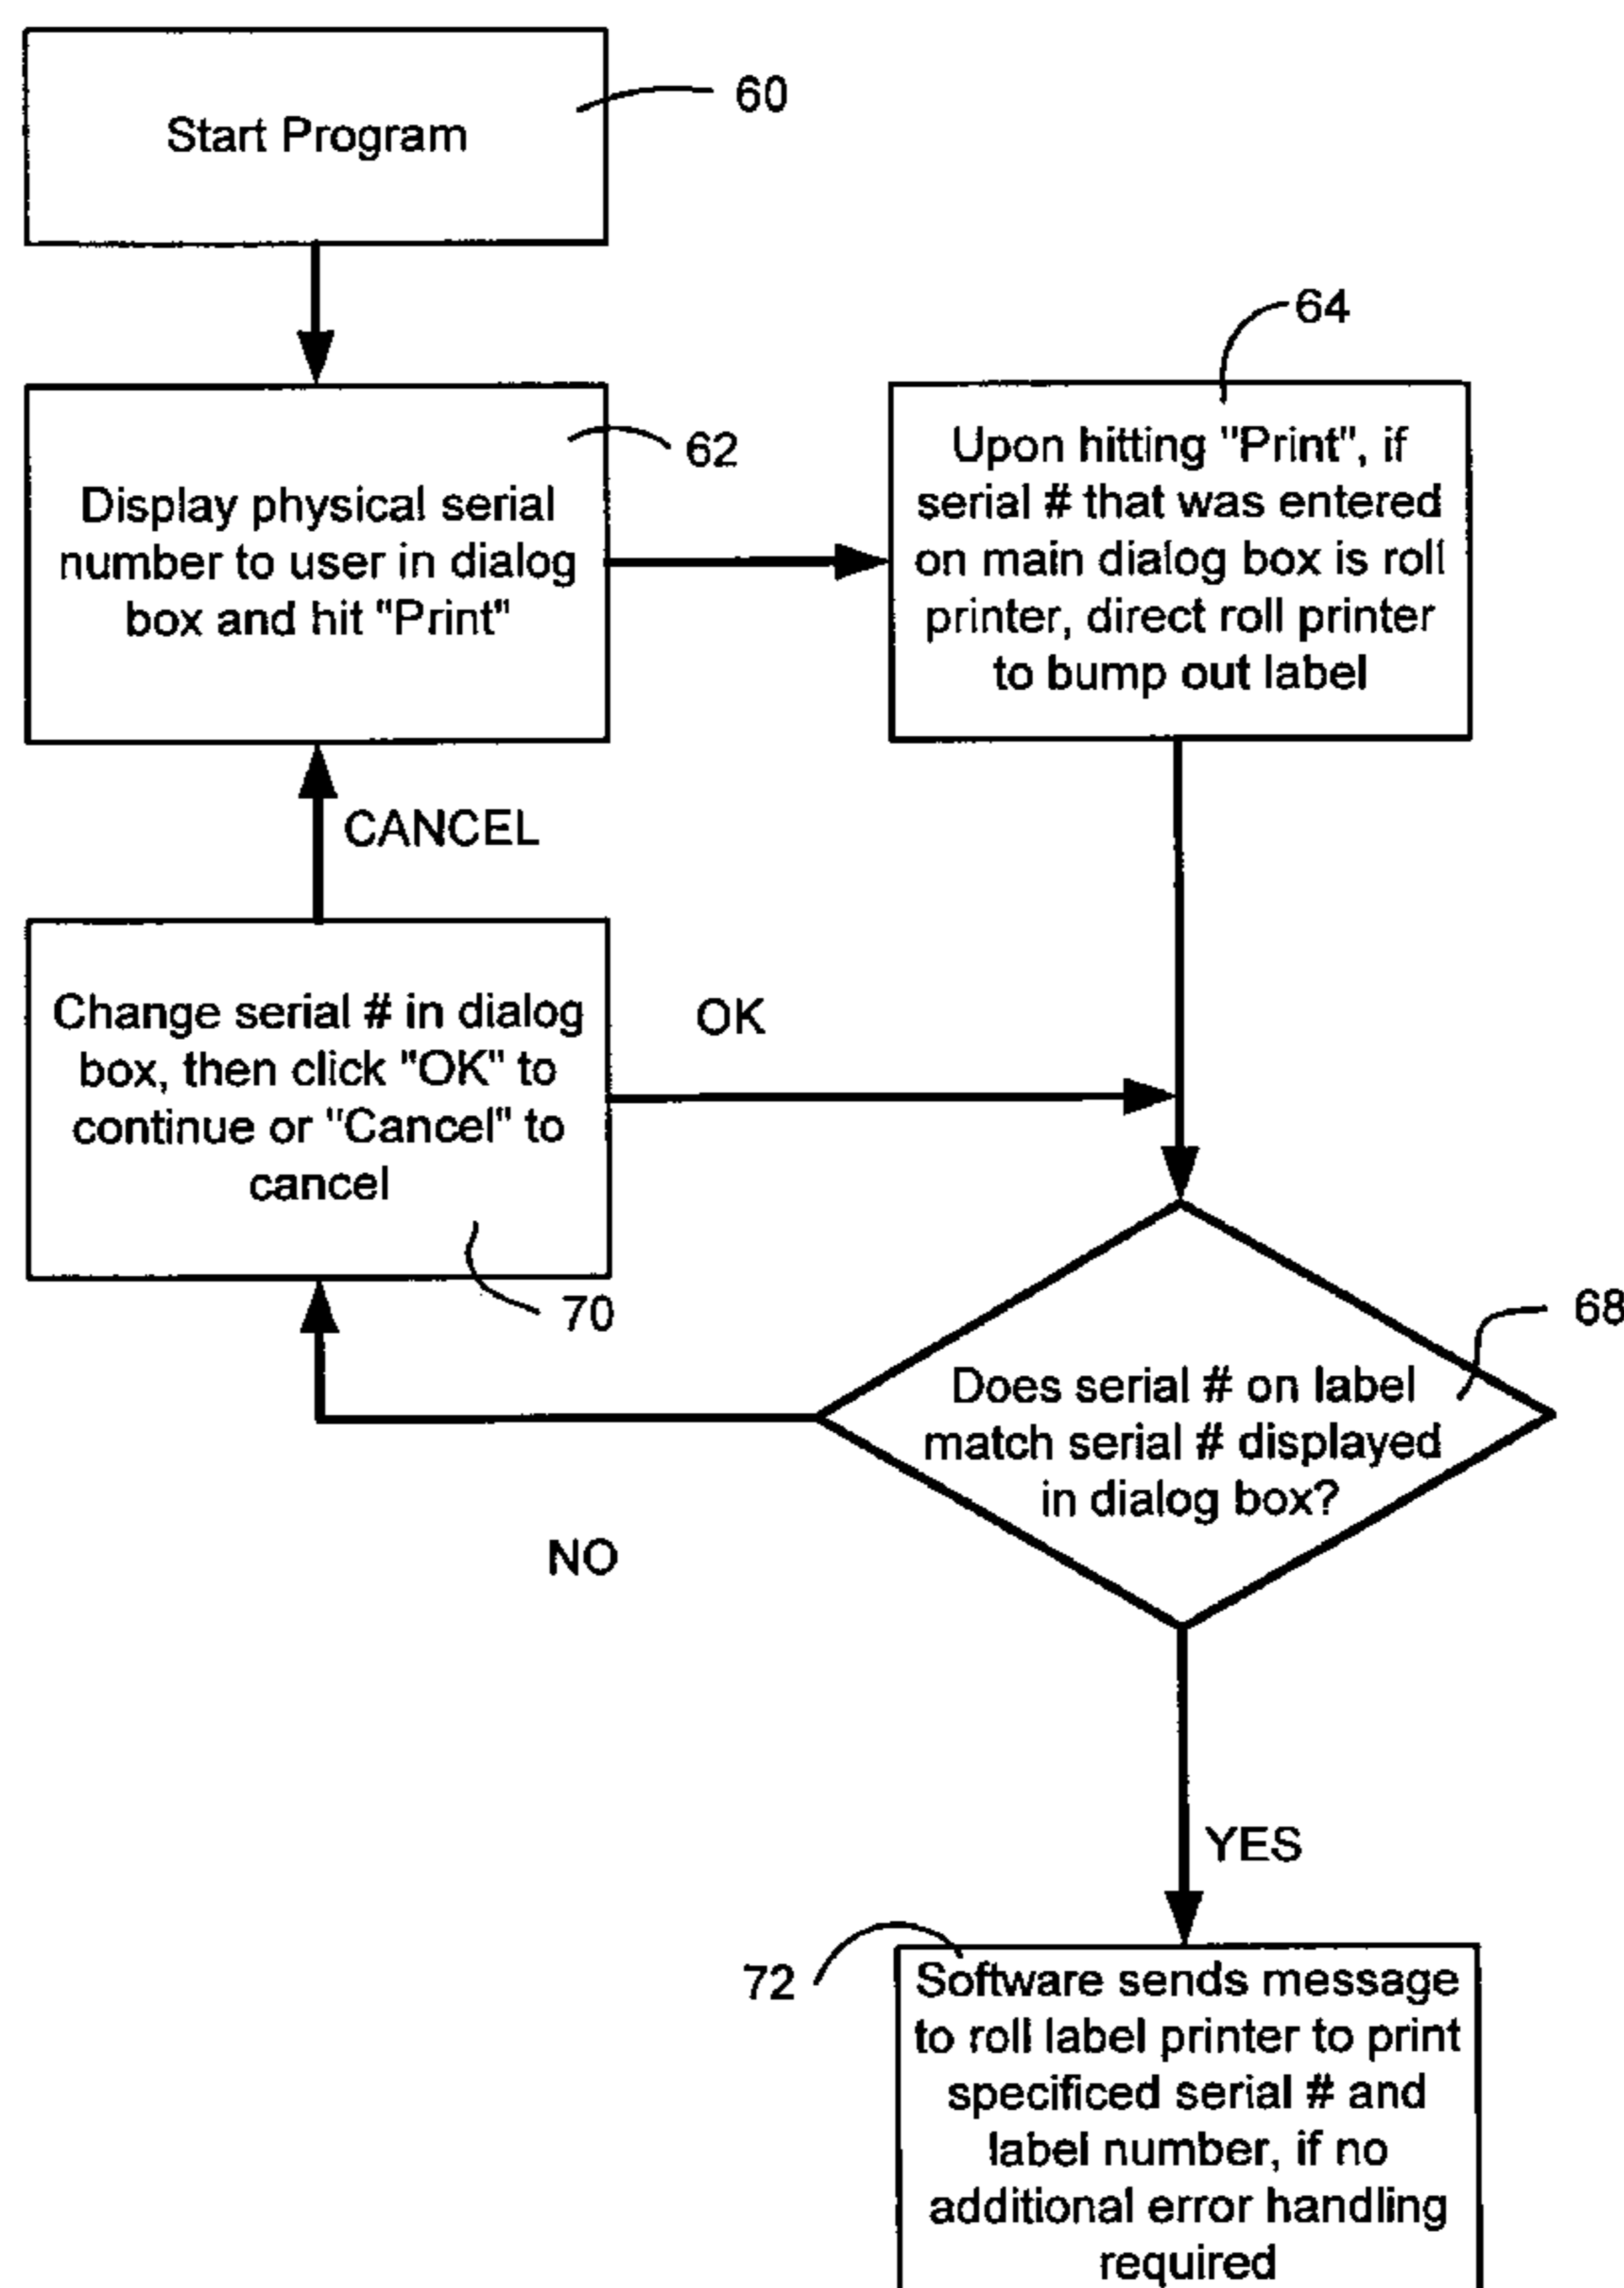 Start Program
60
Display physical serial
number to user in dialog
box and hit "Print"
62
64
Upon hitting "Print", if
serial # that was entered
on main dialog box is roll
printer, direct roll printer
to bump out label
CANCEL
Change serial # in dialog
box, then click "OK" to
continue or "Cancel" to
cancel
70
OK
68
Does serial # on label
match serial # displayed
in dialog box?
NO
YES
72
Software sends message
to roll label printer to print
specificed serial # and
label number, if no
additional error handling
required